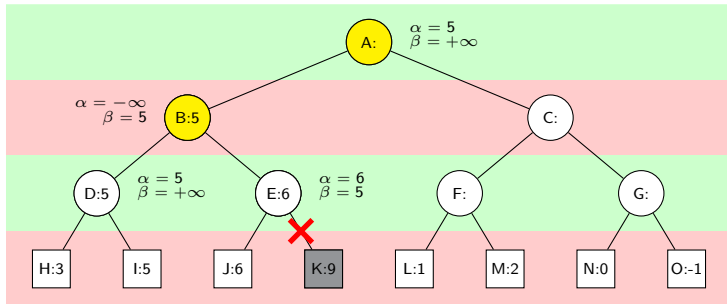 A:
α = 5
β = +∞
α = −∞
β = 5
B:5
C:
D:5
α = 5
β = +∞
E:6
α = 6
β = 5
F:
G:
H:3
I:5
J:6
K:9
L:1
M:2
N:0
O:-1